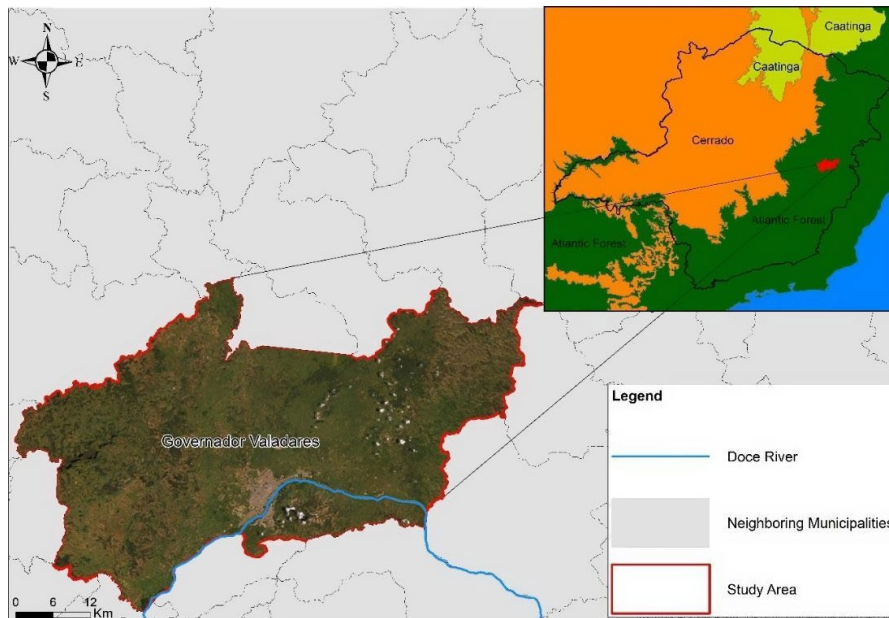 N
W
E
S
Caatinga
Caatinga
Cerrado
Atlantic Forest
Atlantic Forest
Governador Valadares
Legend
Doce River
Neighboring Municipalities
Study Area
0 6 12
Km